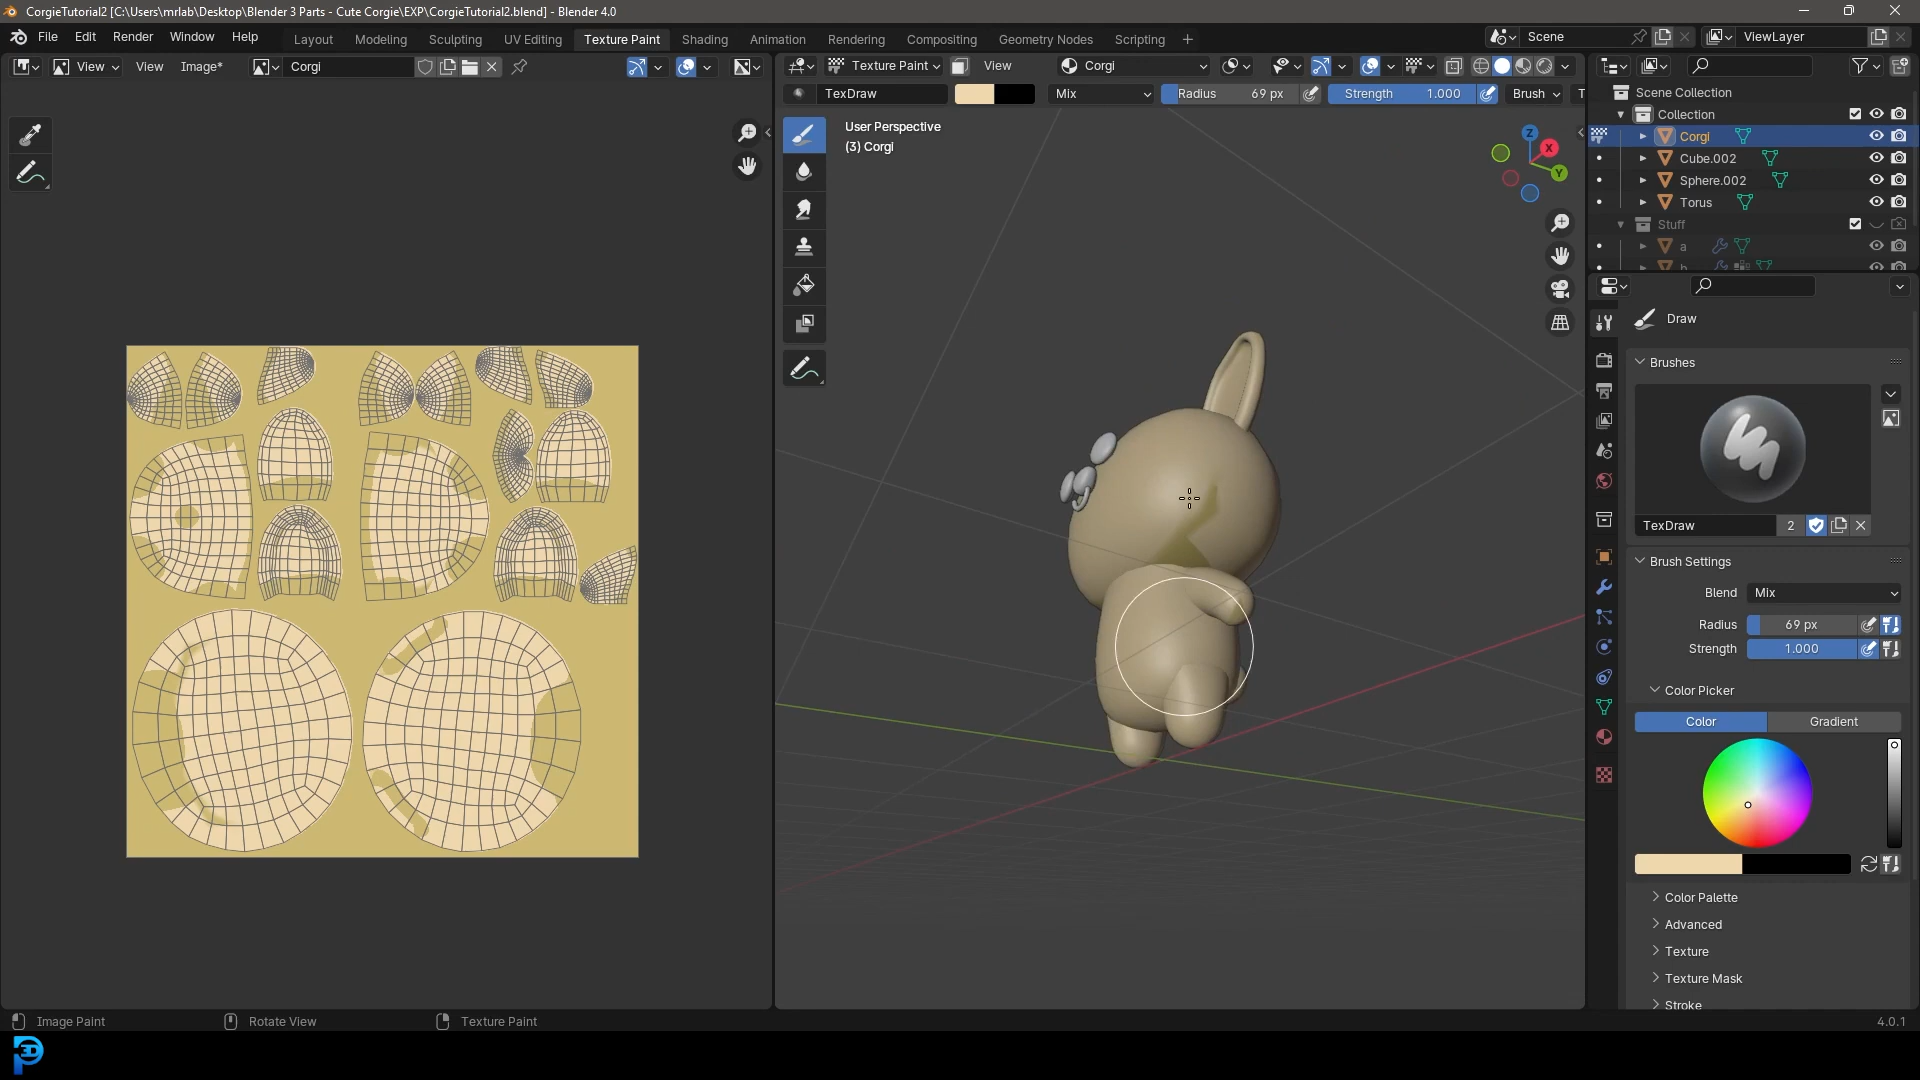 CorgieTutorial2 [C:\Users\mrlab\Desktop\Blender 3 Parts - Cute Corgie\EXP\CorgieTutorial2.blend] - Blender 4.0
File Edit Render Window Help
Layout Modeling Sculpting UV Editing Texture Paint Shading Animation Rendering Compositing Geometry Nodes Scripting +
Scene
ViewLayer
View View Image* Corgi
Texture Paint View Corgi
TexDraw Mix Radius 69 px Strength 1.000 Brush T
User Perspective
(3) Corgi
Z
X
Y
Scene Collection
Collection
Corgi
Cube.002
Sphere.002
Torus
Stuff
a
Draw
Brushes
TexDraw 2
Brush Settings
Blend Mix
Radius 69 px
Strength 1.000
Color Picker
Color Gradient
Color Palette
Advanced
Texture
Texture Mask
Stroke
Image Paint Rotate View Texture Paint 4.0.1
P3D